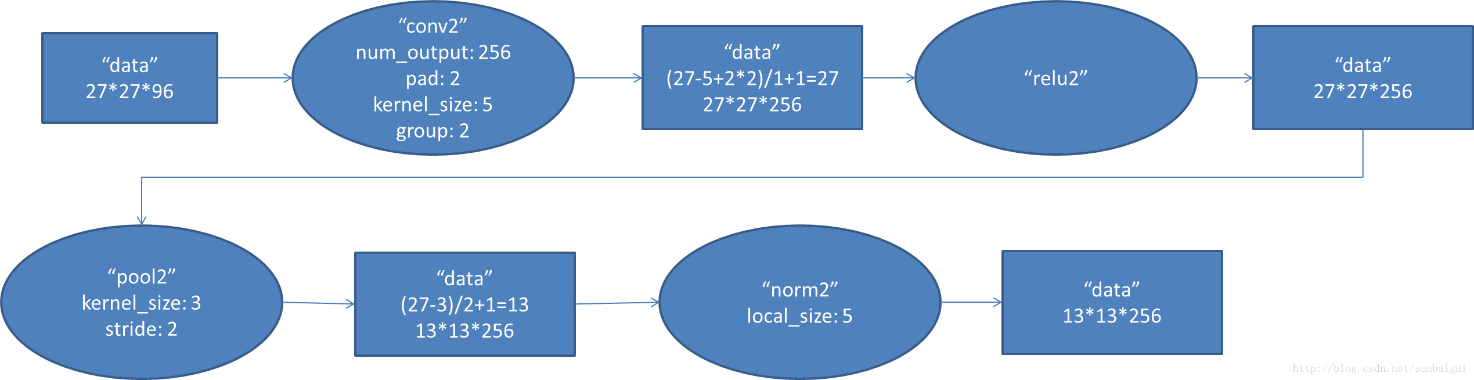 “data”
27*27*96
“conv2”
num_output: 256
pad: 2
kernel_size: 5
group: 2
“data”
(27-5+2*2)/1+1=27
27*27*256
“relu2”
“data”
27*27*256
“pool2”
kernel_size: 3
stride: 2
“data”
(27-3)/2+1=13
13*13*256
“norm2”
local_size: 5
“data”
13*13*256
http://blog.csdn.net/sunbaigui